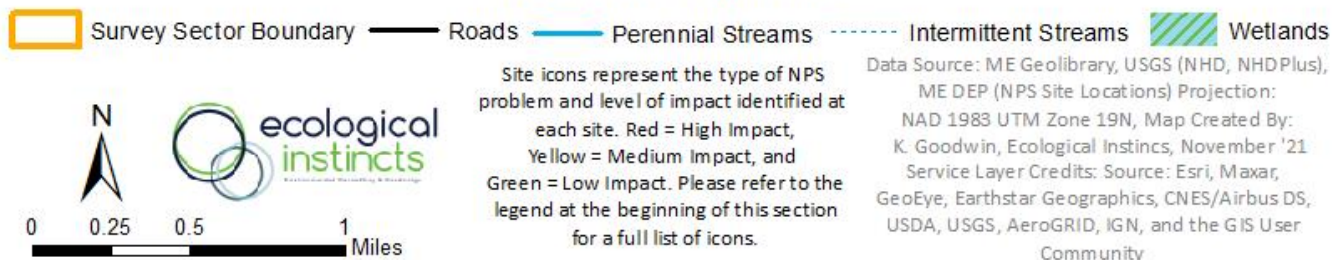 Survey Sector Boundary Roads Perennial Streams Intermittent Streams Wetlands
N
ecological
instincts
0 0.25 0.5 1
Miles
Site icons represent the type of NPS
problem and level of impact identified at
each site. Red = High Impact,
Yellow = Medium Impact, and
Green = Low Impact. Please refer to the
legend at the beginning of this section
for a full list of icons.
Data Source: ME Geolibrary, USGS (NHD, NHDPlus),
ME DEP (NPS Site Locations) Projection:
NAD 1983 UTM Zone 19N, Map Created By:
K. Goodwin, Ecological Instincs, November '21
Service Layer Credits: Source: Esri, Maxar,
GeoEye, Earthstar Geographics, CNES/Airbus DS,
USDA, USGS, AeroGRID, IGN, and the GIS User
Community